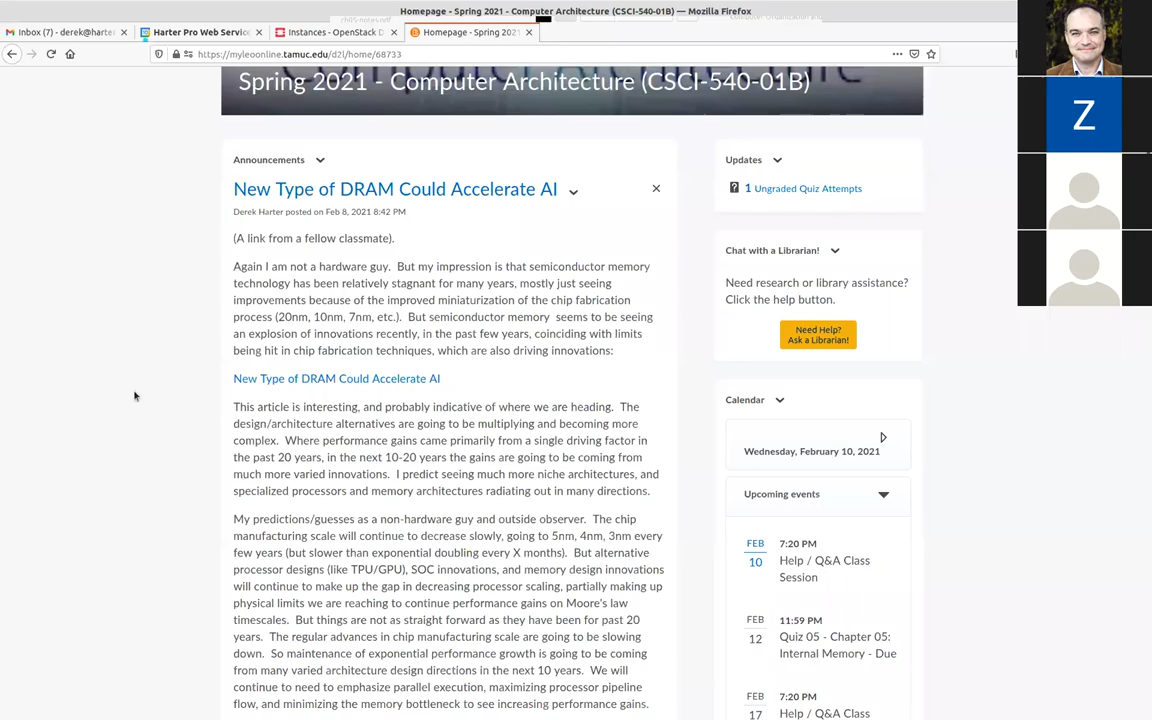 Homepage - Spring 2021 - Computer Architecture (CSCI-540-01B) — Mozilla Firefox
Inbox (7) - derek@harter
Harter Pro Web Servic
Instances - OpenStack D
Homepage - Spring 2021
https://myleoonline.tamuc.edu/d2l/home/68733
Spring 2021 - Computer Architecture (CSCI-540-01B)
Announcements
New Type of DRAM Could Accelerate AI
Derek Harter posted on Feb 8, 2021 8:42 PM
(A link from a fellow classmate).
Again I am not a hardware guy. But my impression is that semiconductor memory
technology has been relatively stagnant for many years, mostly just seeing
improvements because of the improved miniaturization of the chip fabrication
process (20nm, 10nm, 7nm, etc.). But semiconductor memory seems to be seeing
an explosion of innovations recently, in the past few years, coinciding with limits
being hit in chip fabrication techniques, which are also driving innovations:
New Type of DRAM Could Accelerate AI
This article is interesting, and probably indicative of where we are heading. The
design/architecture alternatives are going to be multiplying and becoming more
complex. Where performance gains came primarily from a single driving factor in
the past 20 years, in the next 10-20 years the gains are going to be coming from
much more varied innovations. I predict seeing much more niche architectures, and
specialized processors and memory architectures radiating out in many directions.
My predictions/guesses as a non-hardware guy and outside observer. The chip
manufacturing scale will continue to decrease slowly, going to 5nm, 4nm, 3nm every
few years (but slower than exponential doubling every X months). But alternative
processor designs (like TPU/GPU), SOC innovations, and memory design innovations
will continue to make up the gap in decreasing processor scaling, partially making up
physical limits we are reaching to continue performance gains on Moore's law
timescales. But things are not as straight forward as they have been for past 20
years. The regular advances in chip manufacturing scale are going to be slowing
down. So maintenance of exponential performance growth is going to be coming
from many varied architecture design directions in the next 10 years. We will
continue to need to emphasize parallel execution, maximizing processor pipeline
flow, and minimizing the memory bottleneck to see increasing performance gains.
Updates
1 Ungraded Quiz Attempts
Chat with a Librarian!
Need research or library assistance?
Click the help button.
Need Help?
Ask a Librarian!
Calendar
Wednesday, February 10, 2021
Upcoming events
FEB
10
7:20 PM
Help / Q&A Class
Session
FEB
12
11:59 PM
Quiz 05 - Chapter 05:
Internal Memory - Due
FEB
17
7:20 PM
Help / Q&A Class
Z